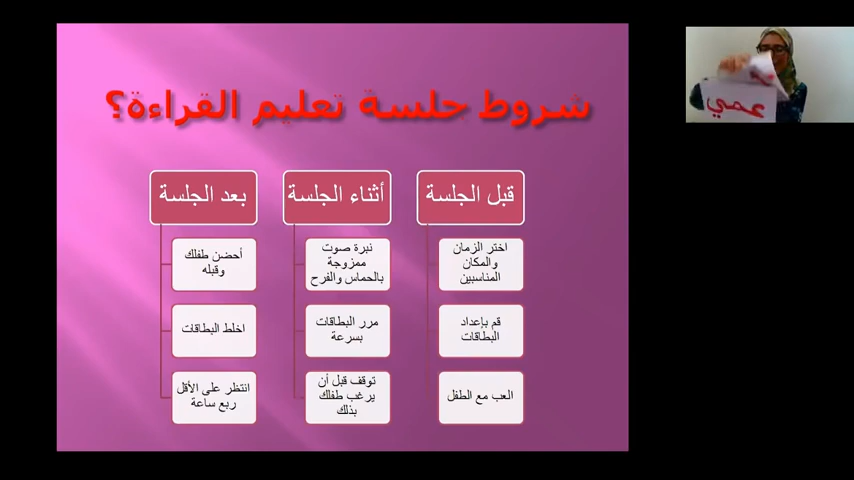 شروط جلسة تعليم القراءة؟
قبل الجلسة
اختر الزمان
والمكان
المناسبين
قم بإعداد
البطاقات
العب مع الطفل
أثناء الجلسة
نبرة صوت
ممزوجة
بالحماس والفرح
مرر البطاقات
بسرعة
توقف قبل أن
يرغب طفلك
بذلك
بعد الجلسة
أحضن طفلك
وقبله
اخلط البطاقات
انتظر على الأقل
ربع ساعة
عمي